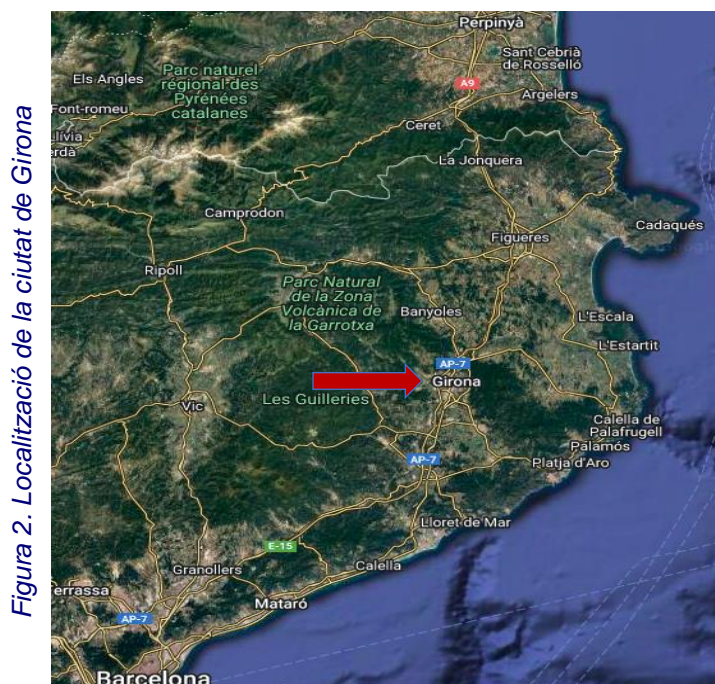 Figura 2. Localització de la ciutat de Girona
Perpinyà
Sant Cebrià
de Rosselló
Els Angles
Parc naturel
régional des
Pyrénées
catalanes
A9
Argelers
Font-romeu
Ceret
Llívia
erdà
La Jonquera
Camprodon
Cadaqués
Figueres
Ripoll
Parc Natural
de la Zona
Volcànica de
la Garrotxa
Banyoles
L'Escala
L'Estartit
AP-7
Girona
Les Guilleries
Vic
Calella de
Palafrugell
Palamós
AP-7
Platja d'Aro
Lloret de Mar
E-15
Granollers
Calella
errassa
Mataró
AP-7
Barcelona